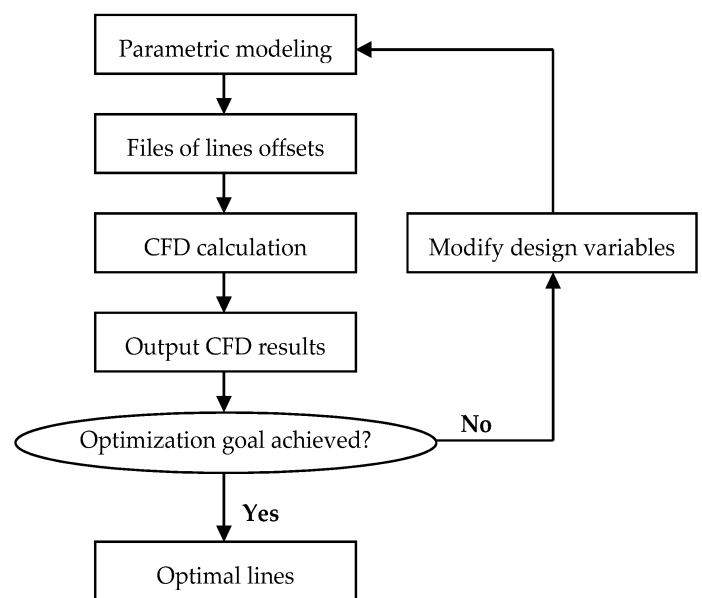 Parametric modeling
Files of lines offsets
CFD calculation
Modify design variables
Output CFD results
Optimization goal achieved?
No
Yes
Optimal lines